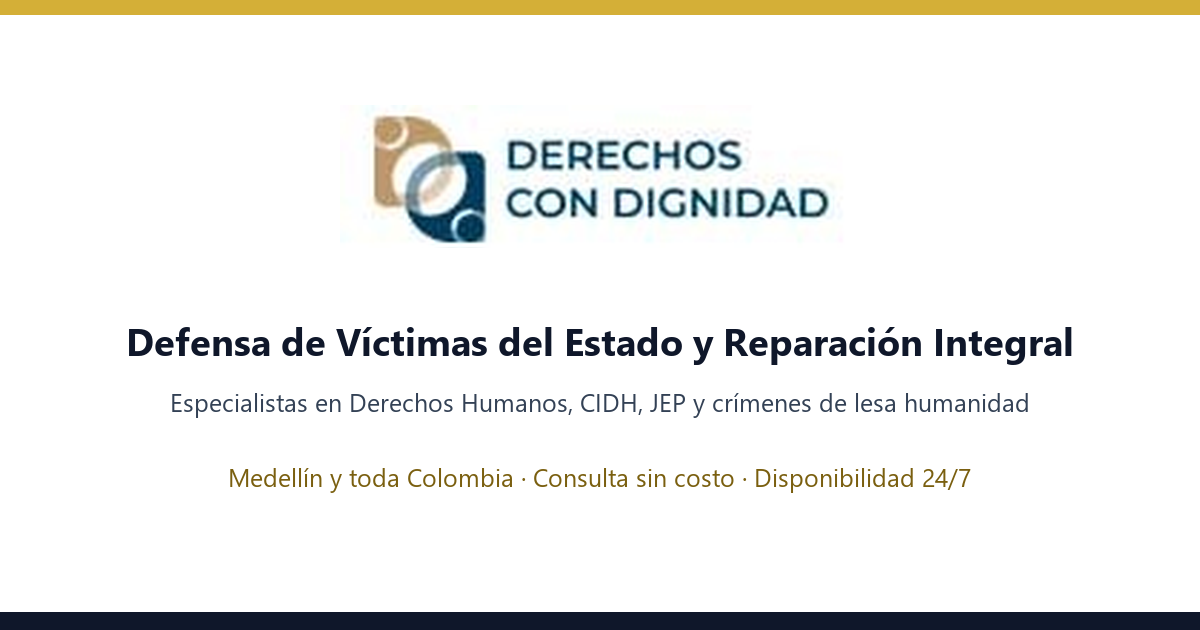 DERECHOS
CON DIGNIDAD
Defensa de Víctimas del Estado y Reparación Integral
Especialistas en Derechos Humanos, CIDH, JEP y crímenes de lesa humanidad
Medellín y toda Colombia · Consulta sin costo · Disponibilidad 24/7